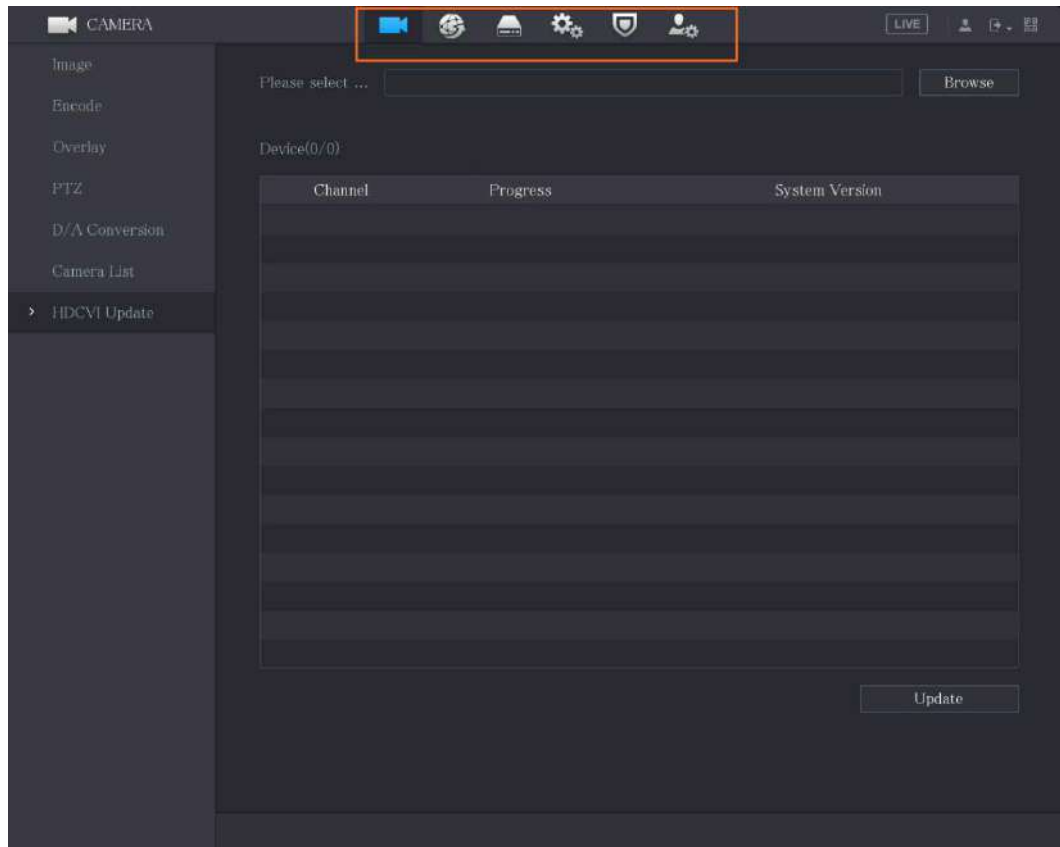 CAMERA
LIVE
Image
Encode
Overlay
PTZ
D/A Conversion
Camera List
HDCVI Update
Please select ...
Browse
Device(0/0)
Channel Progress System Version
Update